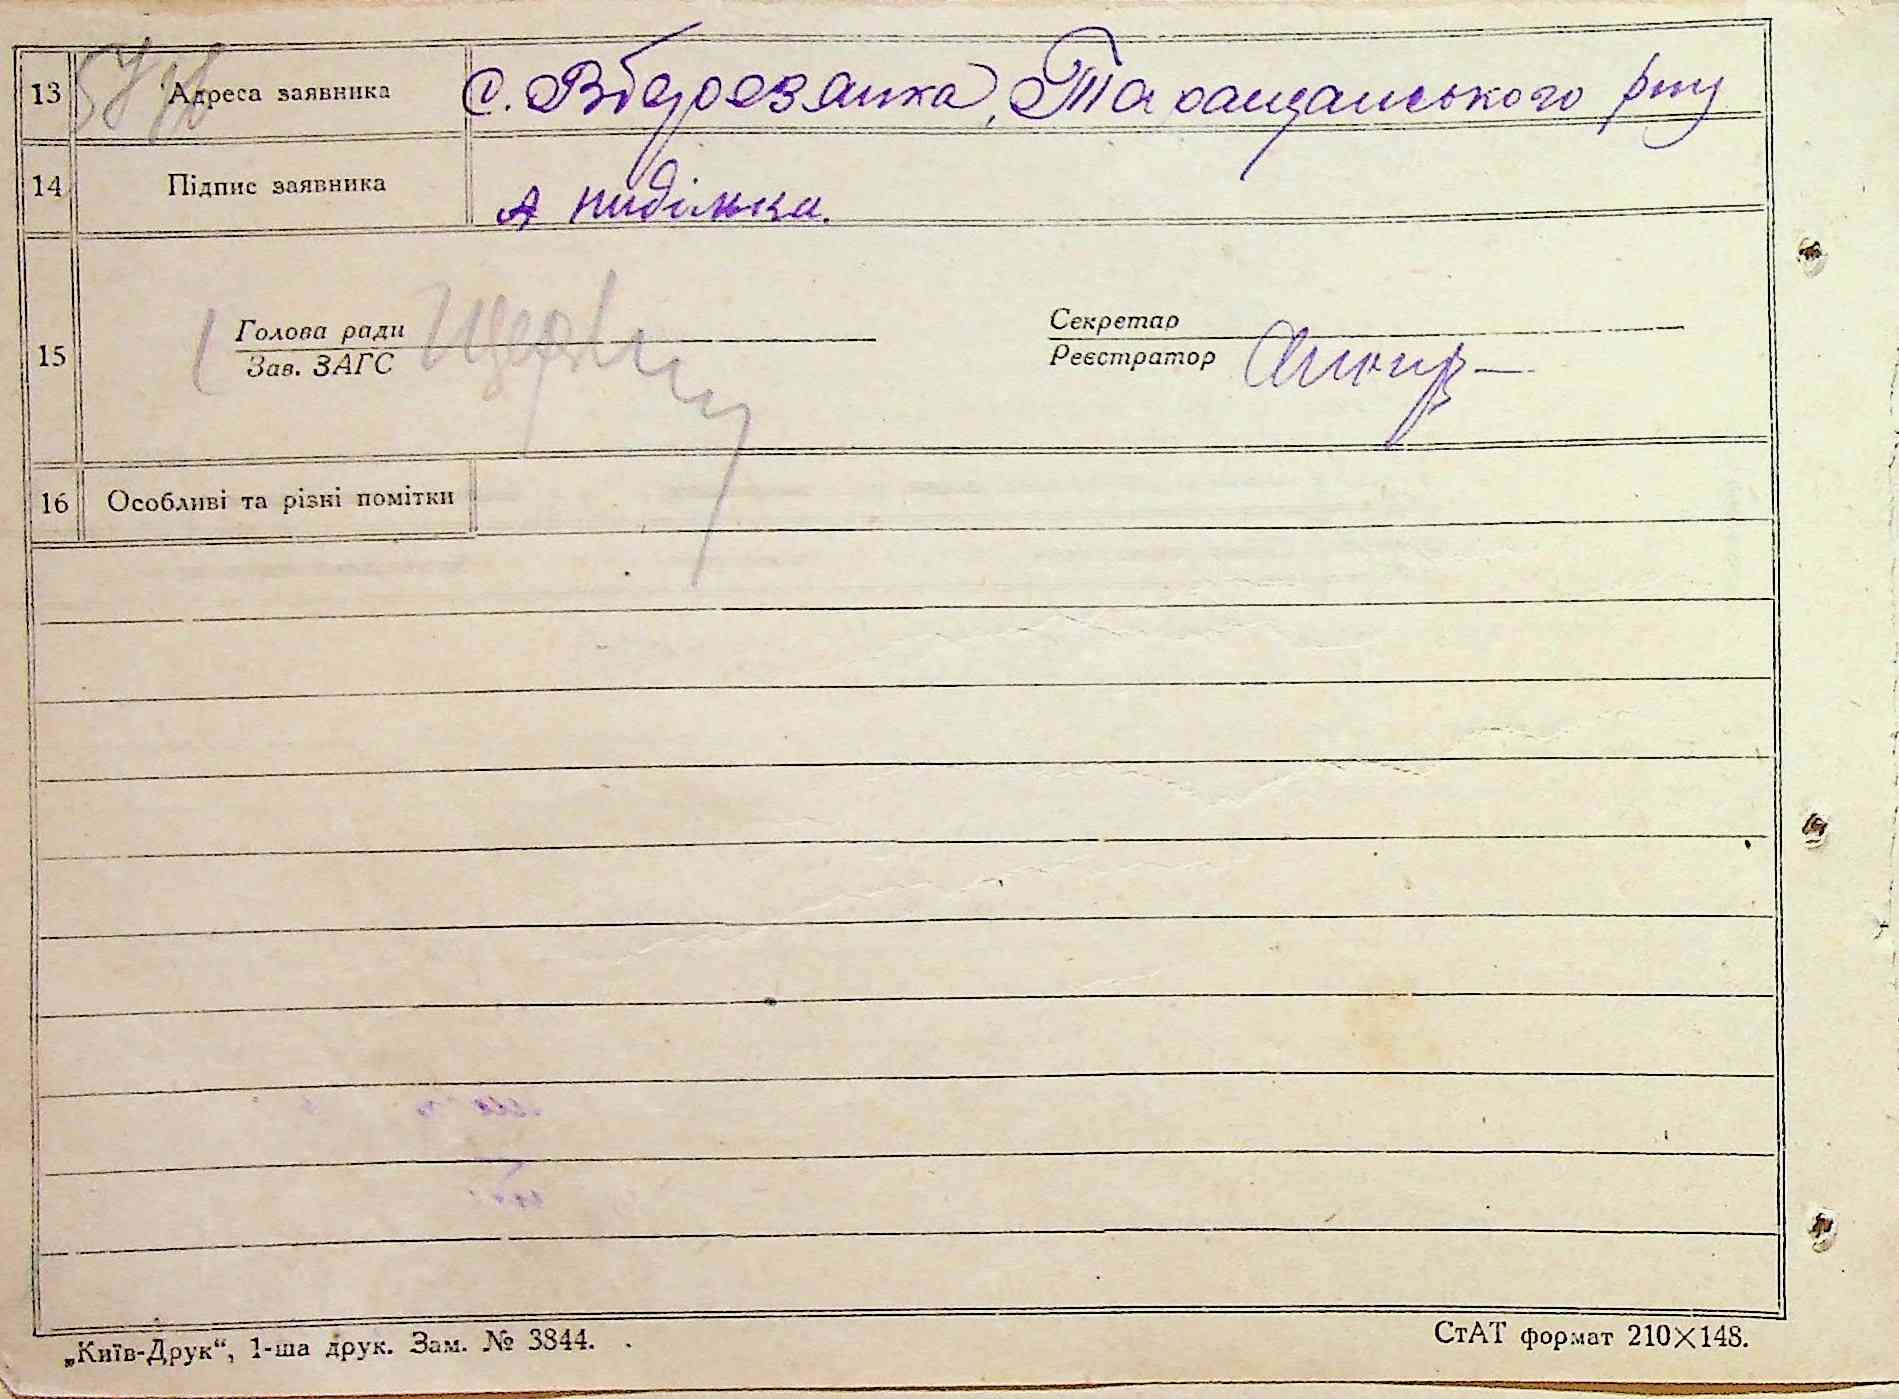 13 Адреса заявника с. Вберезанка, Таращанського р-ну
14 Підпис заявника А
15 Голова ради Секретар
Зав. ЗАГС Реєстратор
16 Особливі та різні помітки
„Київ-Друк“, 1-ша друк. Зам. № 3844. СтАТ формат 210×148.